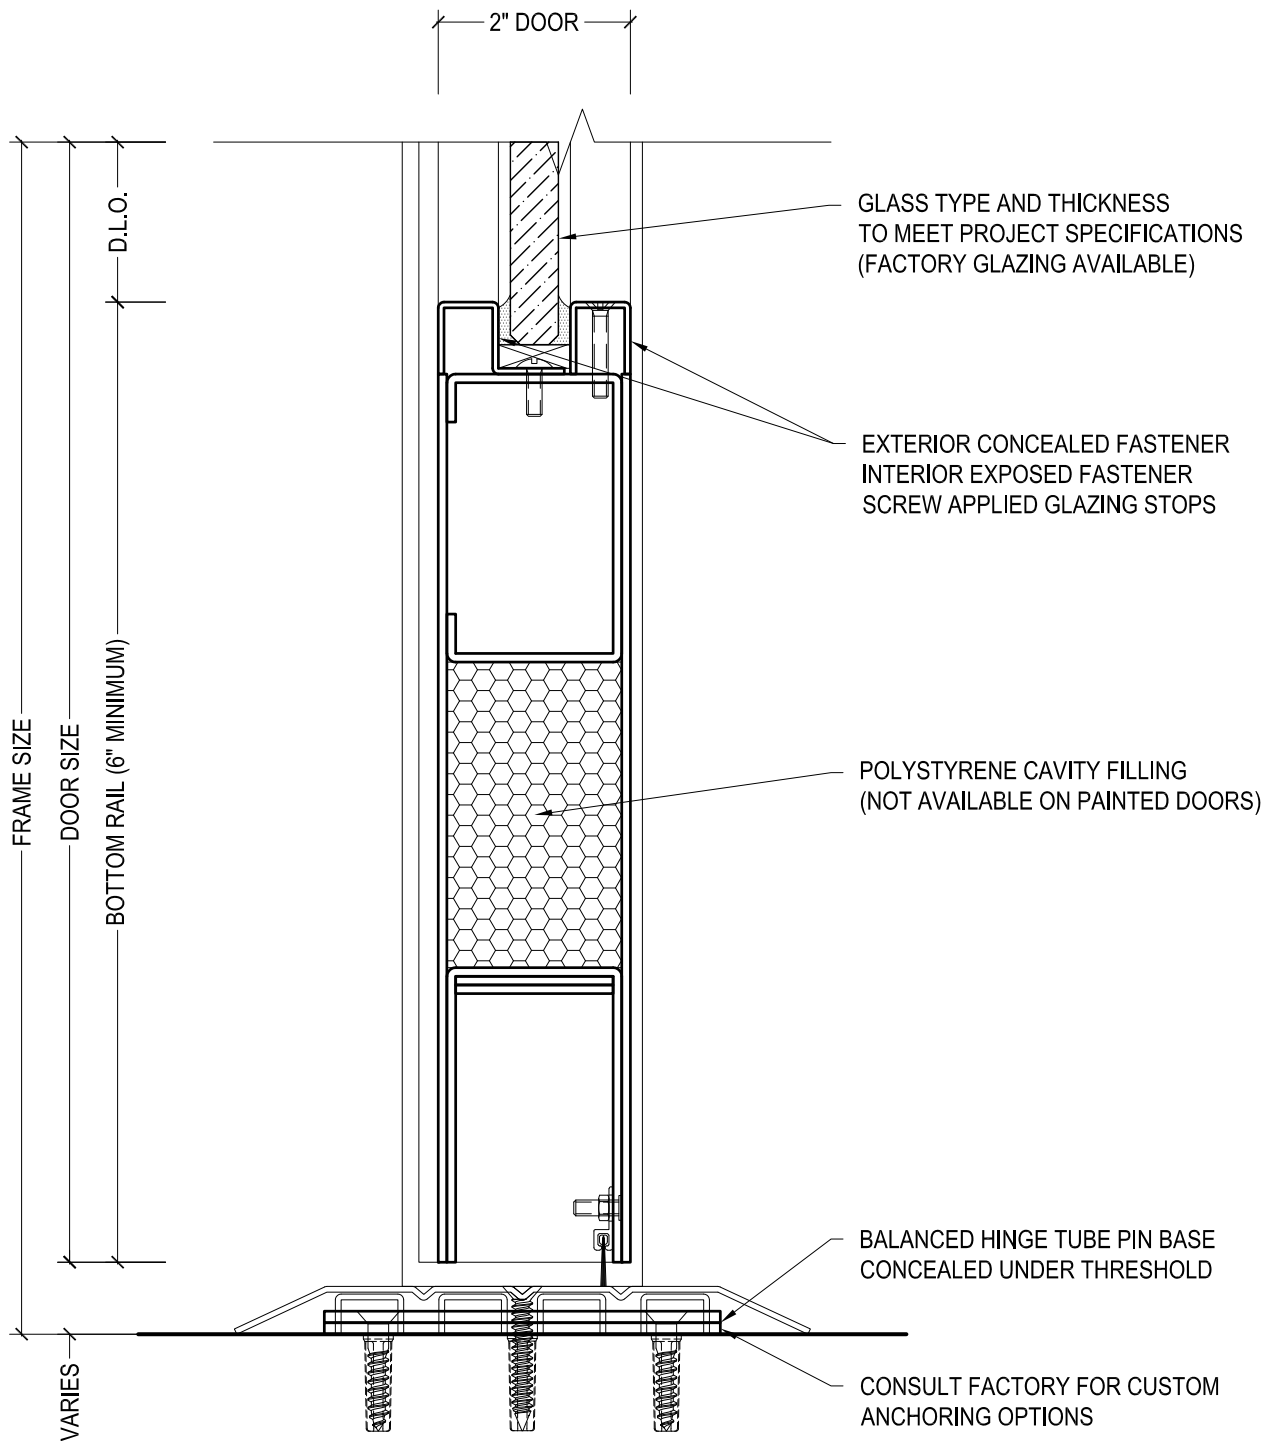 2" DOOR
D.L.O.
GLASS TYPE AND THICKNESS
TO MEET PROJECT SPECIFICATIONS
(FACTORY GLAZING AVAILABLE)
EXTERIOR CONCEALED FASTENER
INTERIOR EXPOSED FASTENER
SCREW APPLIED GLAZING STOPS
FRAME SIZE
DOOR SIZE
BOTTOM RAIL (6" MINIMUM)
POLYSTYRENE CAVITY FILLING
(NOT AVAILABLE ON PAINTED DOORS)
BALANCED HINGE TUBE PIN BASE
CONCEALED UNDER THRESHOLD
VARIES
CONSULT FACTORY FOR CUSTOM
ANCHORING OPTIONS